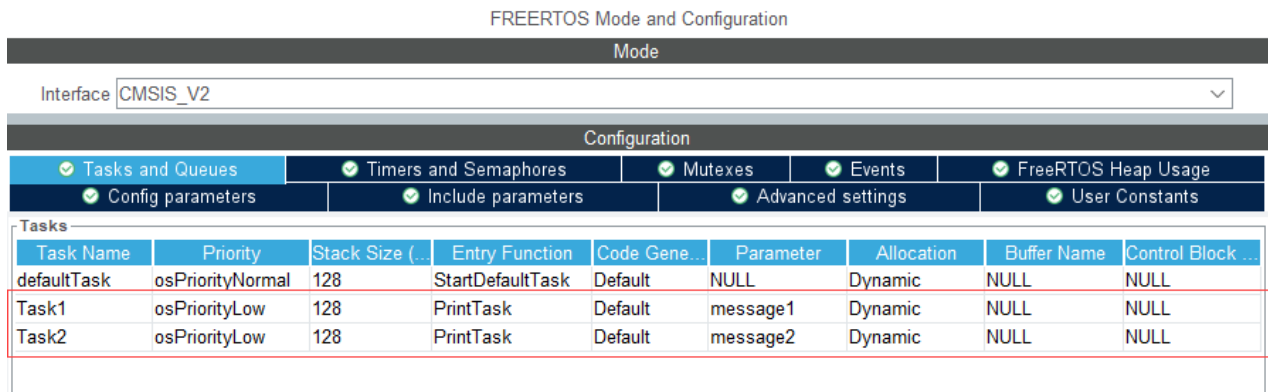 FREERTOS Mode and Configuration
Mode
Interface CMSIS_V2
Configuration
Tasks and Queues Timers and Semaphores Mutexes Events FreeRTOS Heap Usage
Config parameters Include parameters Advanced settings User Constants
Tasks
Task Name Priority Stack Size (... Entry Function Code Gene... Parameter Allocation Buffer Name Control Block ...
defaultTask osPriorityNormal 128 StartDefaultTask Default NULL Dynamic NULL NULL
Task1 osPriorityLow 128 PrintTask Default message1 Dynamic NULL NULL
Task2 osPriorityLow 128 PrintTask Default message2 Dynamic NULL NULL